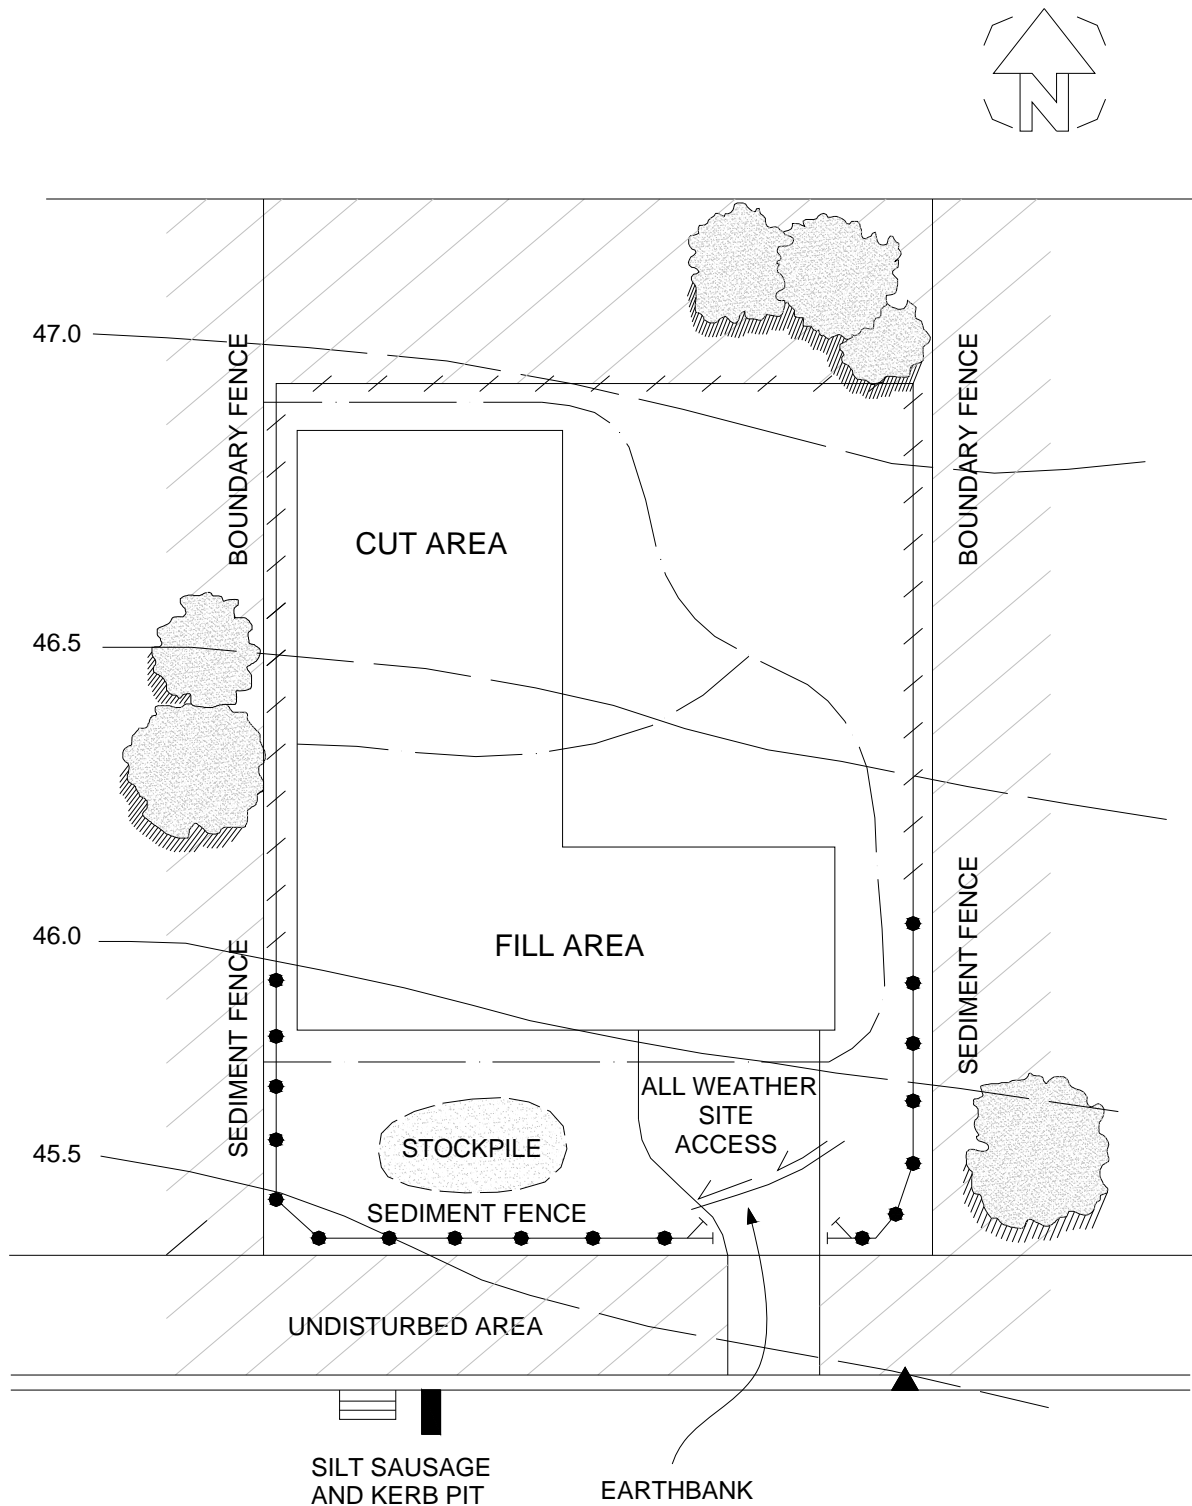 N
47.0
BOUNDARY FENCE
BOUNDARY FENCE
CUT AREA
46.5
46.0
FILL AREA
SEDIMENT FENCE
SEDIMENT FENCE
ALL WEATHER
SITE
ACCESS
45.5
STOCKPILE
SEDIMENT FENCE
UNDISTURBED AREA
SILT SAUSAGE
AND KERB PIT
EARTHBANK